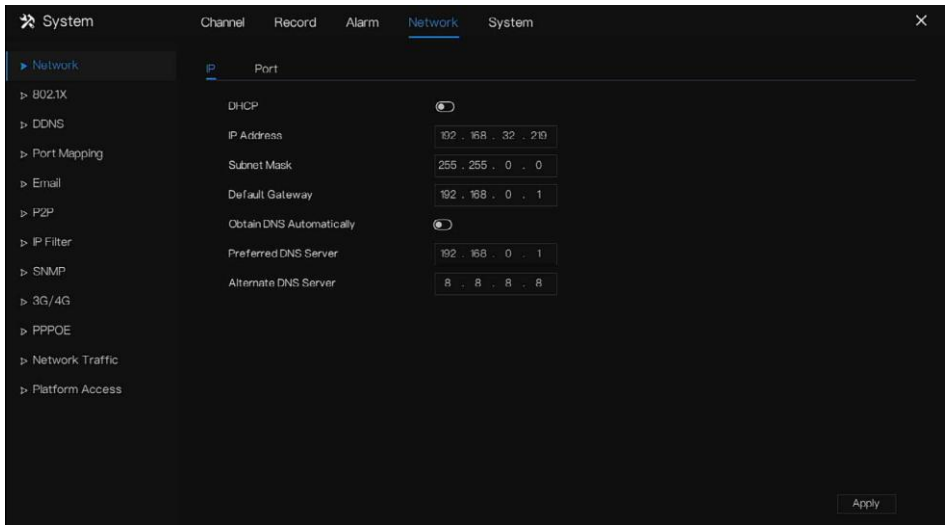 System
Channel Record Alarm Network System
Network
802.1X
DDNS
Port Mapping
Email
P2P
IP Filter
SNMP
3G/4G
PPPOE
Network Traffic
Platform Access
IP Port
DHCP
IP Address 192 . 168 . 32 . 219
Subnet Mask 255 . 255 . 0 . 0
Default Gateway 192 . 168 . 0 . 1
Obtain DNS Automatically
Preferred DNS Server 192 . 168 . 0 . 1
Alternate DNS Server 8 . 8 . 8 . 8
Apply